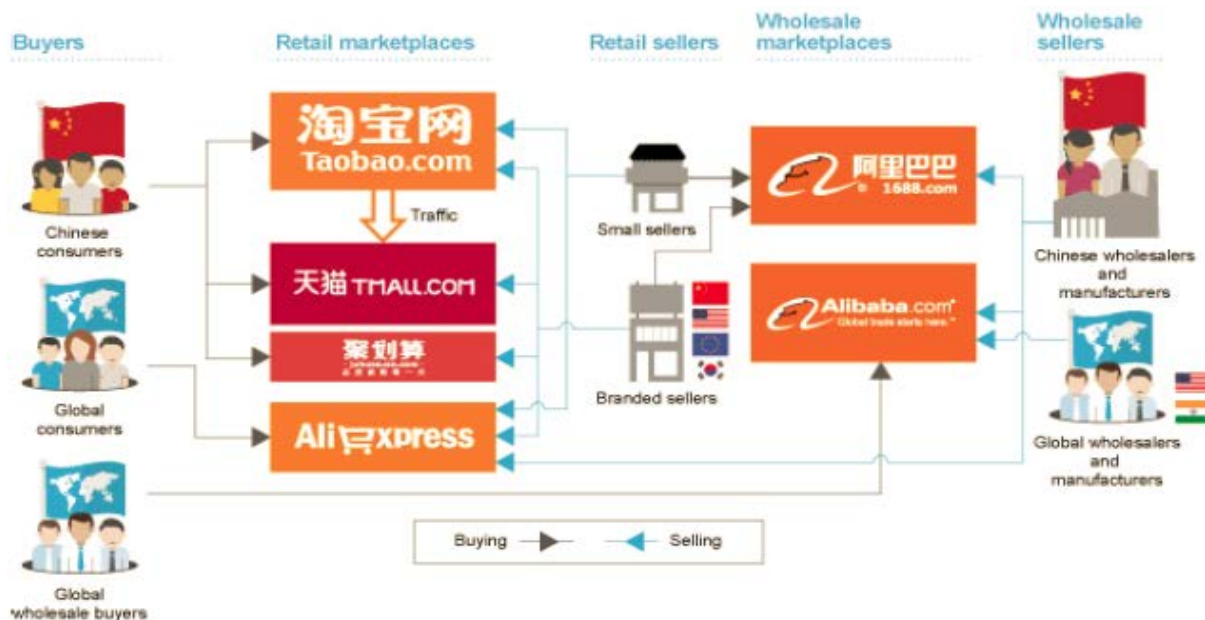 Buyers
Retail marketplaces
Retail sellers
Wholesale
marketplaces
Wholesale
sellers
淘宝网
Taobao.com
Traffic
天猫 TMALL.COM
聚划算
AliExpress
Chinese
consumers
Global
consumers
Global
wholesale buyers
Small sellers
Branded sellers
阿里巴巴
1688.com
Alibaba.com
Global trade starts here.™
Chinese wholesalers
and
manufacturers
Global wholesalers
and
manufacturers
Buying
Selling